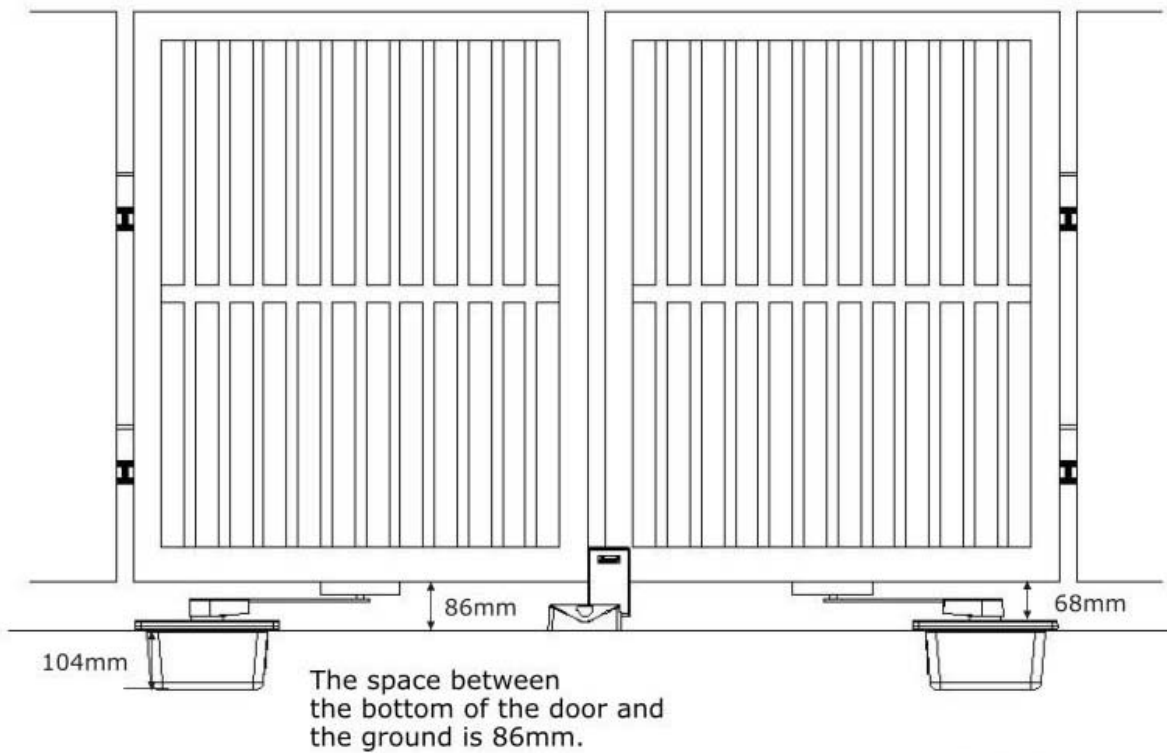 86mm
68mm
104mm
The space between
the bottom of the door and
the ground is 86mm.